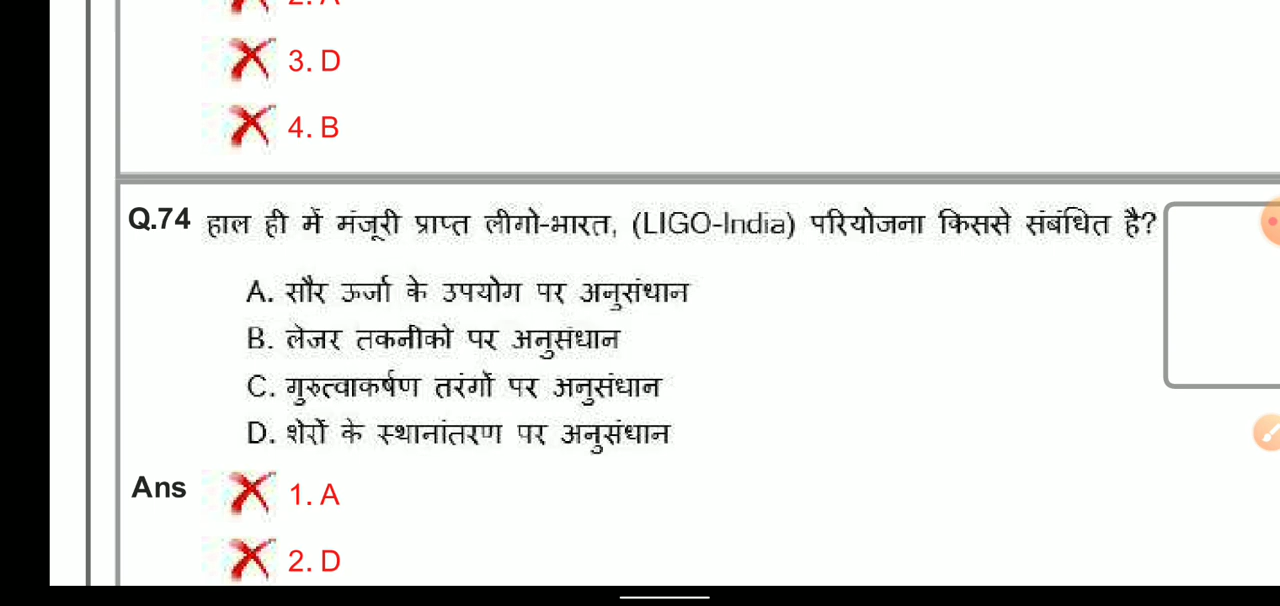 3. D
4. B
Q.74 हाल ही में मंजूरी प्राप्त लीगो-भारत, (LIGO-India) परियोजना किससे संबंधित है?
A. सौर ऊर्जा के उपयोग पर अनुसंधान
B. लेजर तकनीको पर अनुसंधान
C. गुरुत्वाकर्षण तरंगों पर अनुसंधान
D. शेरों के स्थानांतरण पर अनुसंधान
Ans 1. A
2. D